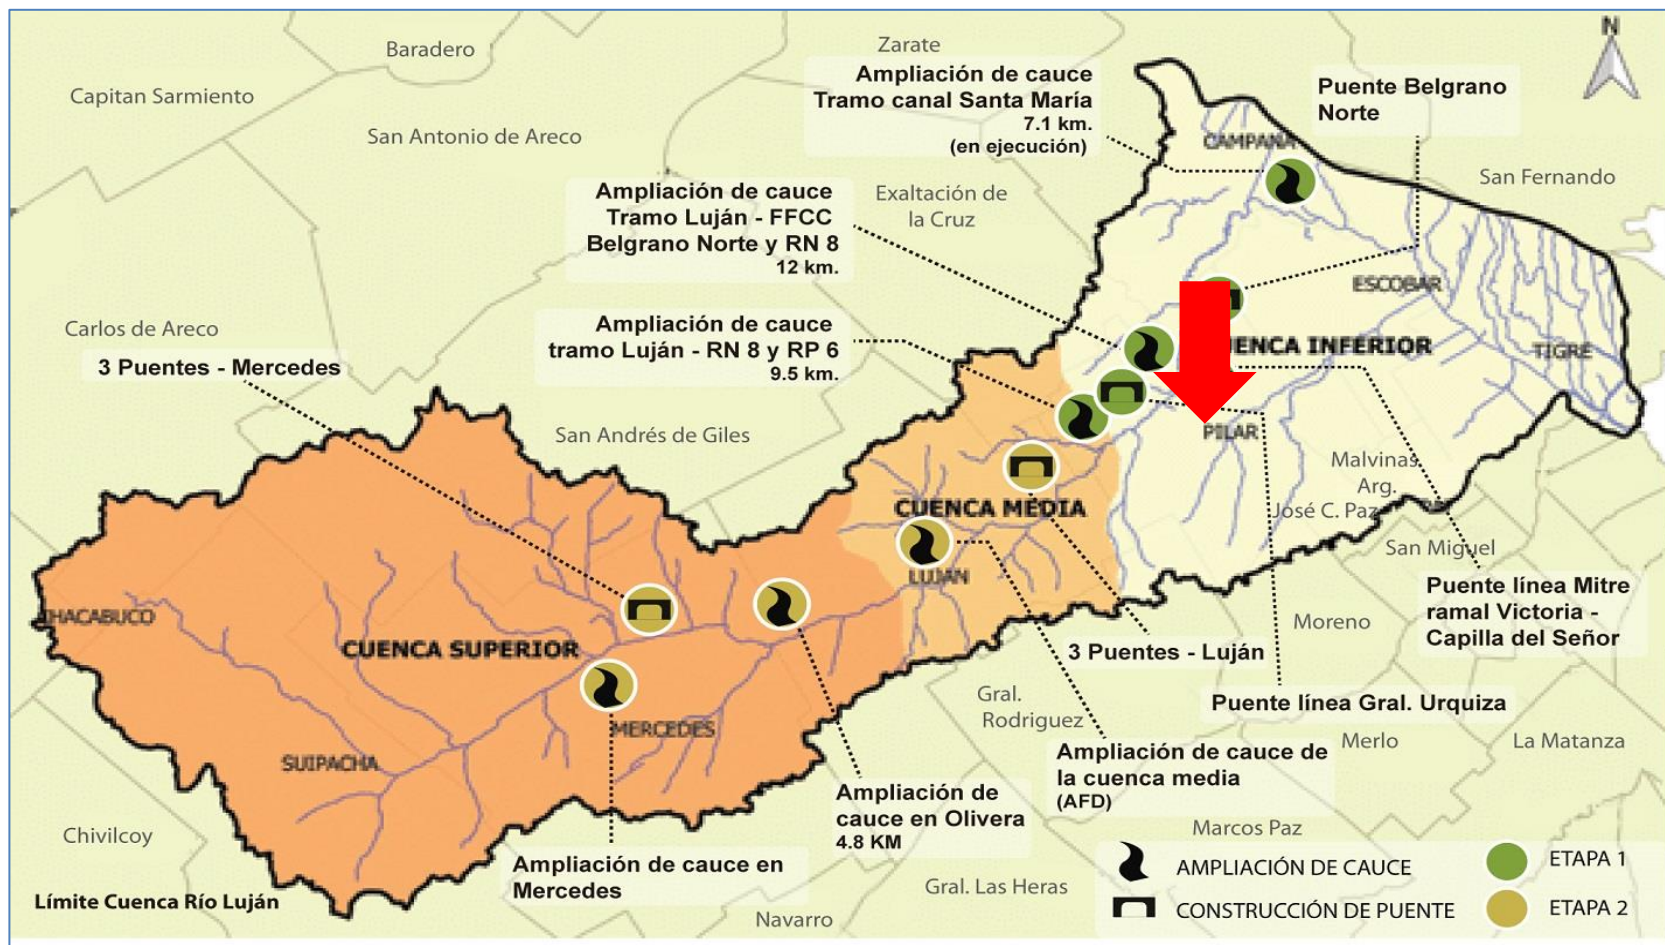 N
Baradero
Zarate
Capitan Sarmiento
San Antonio de Areco
Ampliación de cauce
Tramo canal Santa María
7.1 km.
(en ejecución)
Puente Belgrano
Norte
CAMPANA
San Fernando
Exaltación de
la Cruz
Ampliación de cauce
Tramo Luján - FFCC
Belgrano Norte y RN 8
12 km.
ESCOBAR
Carlos de Areco
Ampliación de cauce
tramo Luján - RN 8 y RP 6
9.5 km.
ENCA INFERIOR
TIGRE
3 Puentes - Mercedes
San Andrés de Giles
PILAR
Malvinas
Arg.
José C. Paz
San Miguel
CUENCA MEDIA
LUJAN
Puente línea Mitre
ramal Victoria -
Capilla del Señor
Moreno
HACABUCO
CUENCA SUPERIOR
3 Puentes - Luján
Gral.
Rodriguez
Puente línea Gral. Urquiza
MERCEDES
SUIPACHA
Merlo
La Matanza
Ampliación de cauce de
la cuenca media
(AFD)
Ampliación de
cauce en Olivera
4.8 KM
Chivilcoy
Marcos Paz
Ampliación de cauce en
Mercedes
Gral. Las Heras
Navarro
Límite Cuenca Río Luján
AMPLIACIÓN DE CAUCE
ETAPA 1
CONSTRUCCIÓN DE PUENTE
ETAPA 2